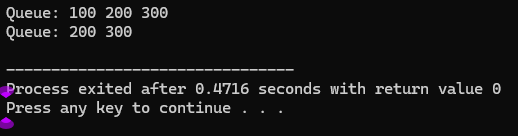 Queue: 100 200 300
Queue: 200 300
--------------------------------
Process exited after 0.4716 seconds with return value 0
Press any key to continue . . .